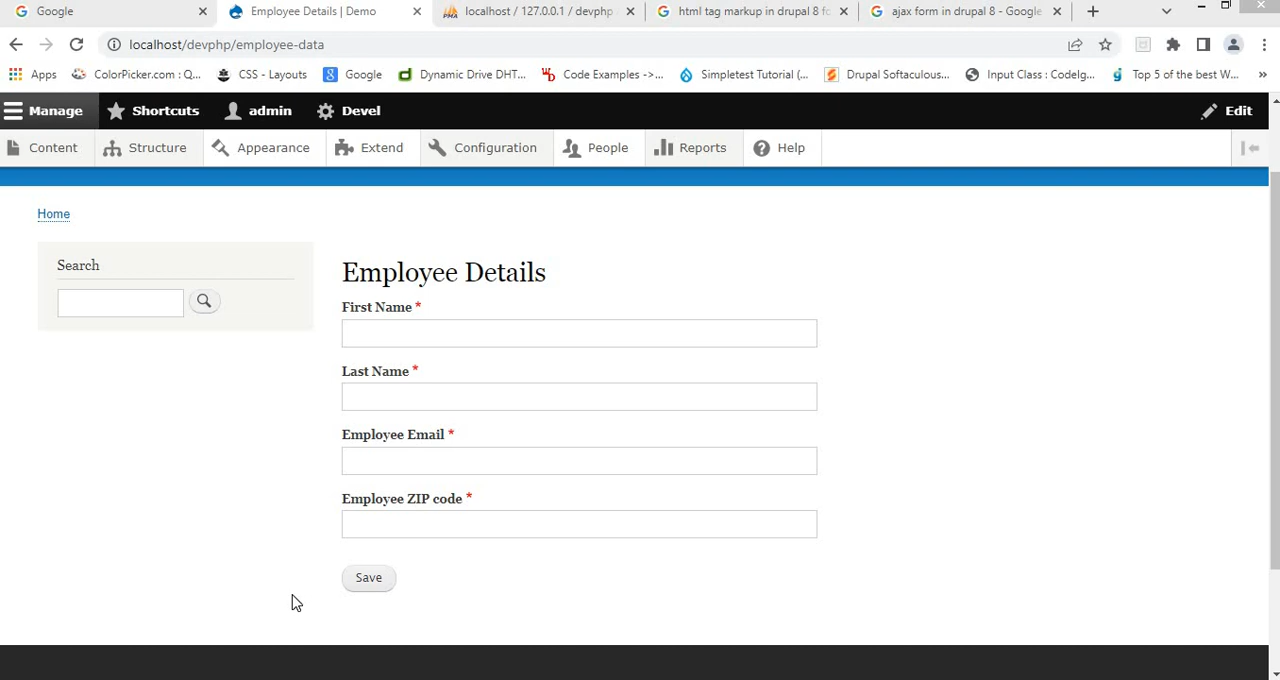 Google
Employee Details | Demo
localhost / 127.0.0.1 / devphp
html tag markup in drupal 8 fo
ajax form in drupal 8 - Google
localhost/devphp/employee-data
Apps
ColorPicker.com : Q...
CSS - Layouts
Google
Dynamic Drive DHT...
Code Examples ->...
Simpletest Tutorial (...
Drupal Softaculous...
Input Class : CodeIg...
Top 5 of the best W...
»
Manage
Shortcuts
admin
Devel
Edit
Content
Structure
Appearance
Extend
Configuration
People
Reports
Help
Home
Search
Employee Details
First Name *
Last Name *
Employee Email *
Employee ZIP code *
Save